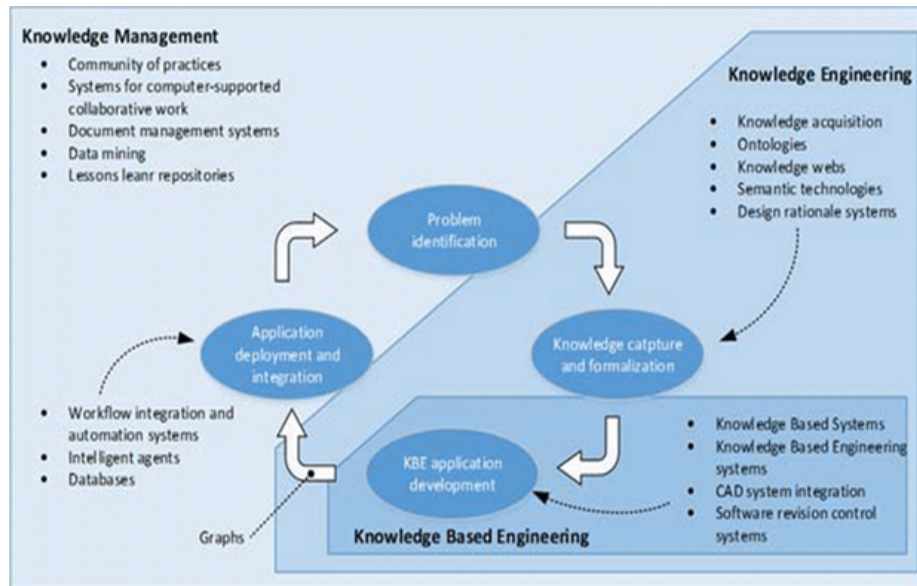 Knowledge Management
• Community of practices
• Systems for computer-supported
collaborative work
• Document management systems
• Data mining
• Lessons leanr repositories
Knowledge Engineering
• Knowledge acquisition
• Ontologies
• Knowledge webs
• Semantic technologies
• Design rationale systems
Problem
identification
Application
deployment and
integration
Knowledge catpture
and formalization
• Workflow integration and
automation systems
• Intelligent agents
• Databases
KBE application
development
• Knowledge Based Systems
• Knowledge Based Engineering
systems
• CAD system integration
• Software revision control
systems
Graphs
Knowledge Based Engineering